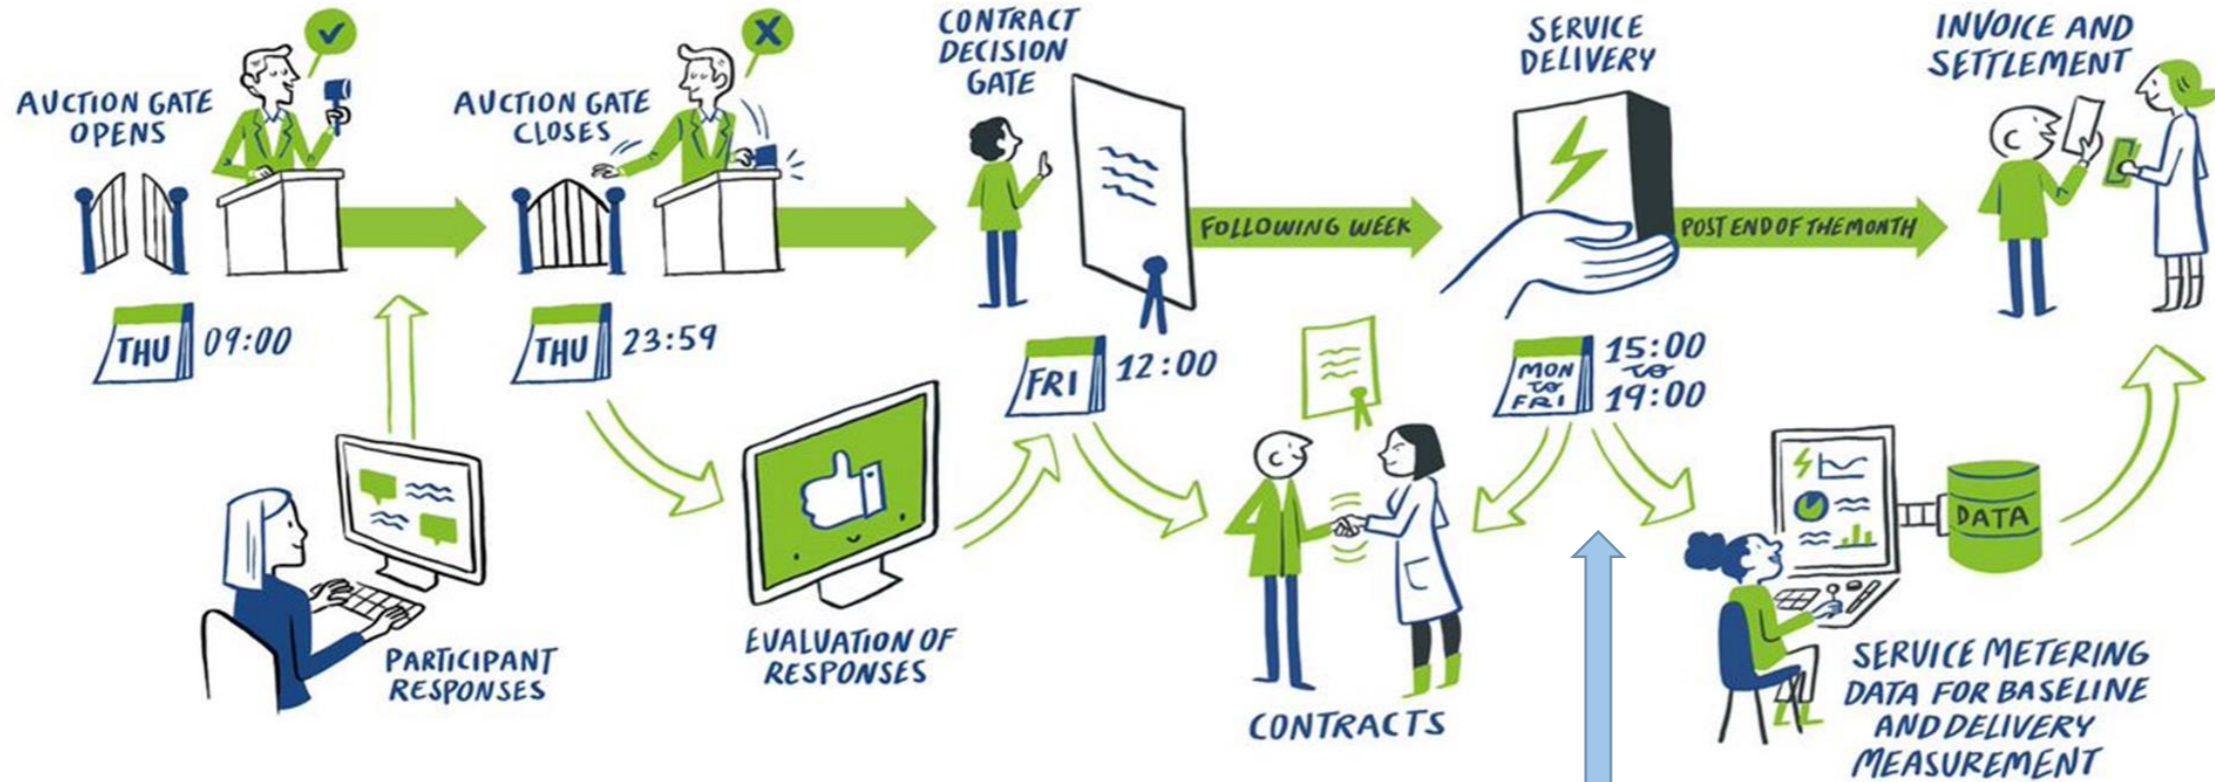 AUCTION GATE
OPENS
THU 09:00
PARTICIPANT
RESPONSES
AUCTION GATE
CLOSES
THU 23:59
EVALUATION OF
RESPONSES
CONTRACT
DECISION
GATE
FRI 12:00
FOLLOWING WEEK
CONTRACTS
SERVICE
DELIVERY
MON
TO
FRI
15:00
TO
19:00
POST END OF THE MONTH
DATA
SERVICE METERING
DATA FOR BASELINE
AND DELIVERY
MEASUREMENT
INVOICE AND
SETTLEMENT